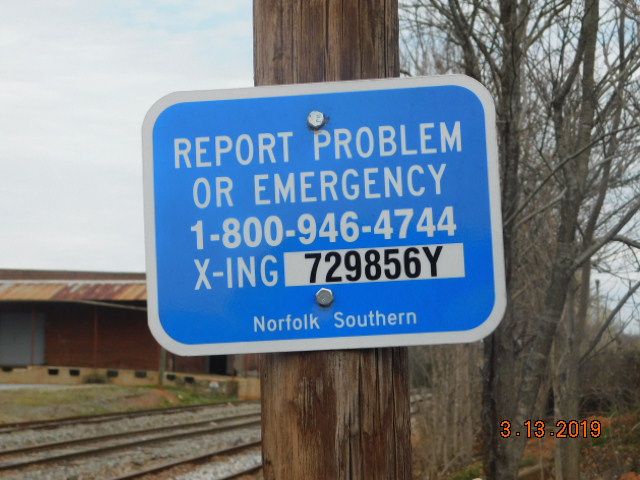 REPORT PROBLEM
OR EMERGENCY
1-800-946-4744
X-ING 729856Y
Norfolk Southern
3.13.2019